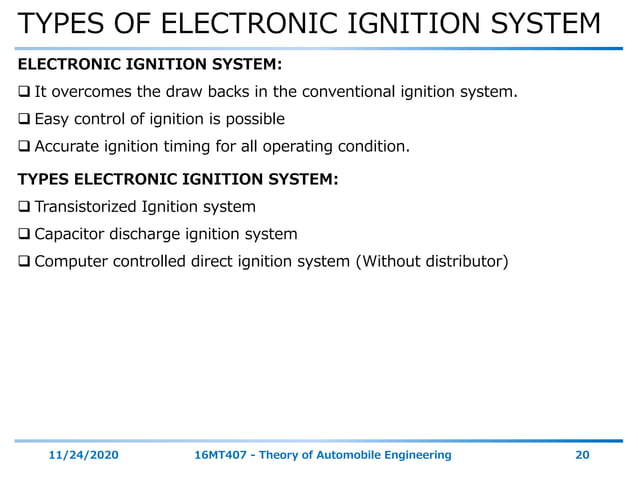 TYPES OF ELECTRONIC IGNITION SYSTEM
ELECTRONIC IGNITION SYSTEM:
❑ It overcomes the draw backs in the conventional ignition system.
❑ Easy control of ignition is possible
❑ Accurate ignition timing for all operating condition.
TYPES ELECTRONIC IGNITION SYSTEM:
❑ Transistorized Ignition system
❑ Capacitor discharge ignition system
❑ Computer controlled direct ignition system (Without distributor)
11/24/2020 16MT407 - Theory of Automobile Engineering 20